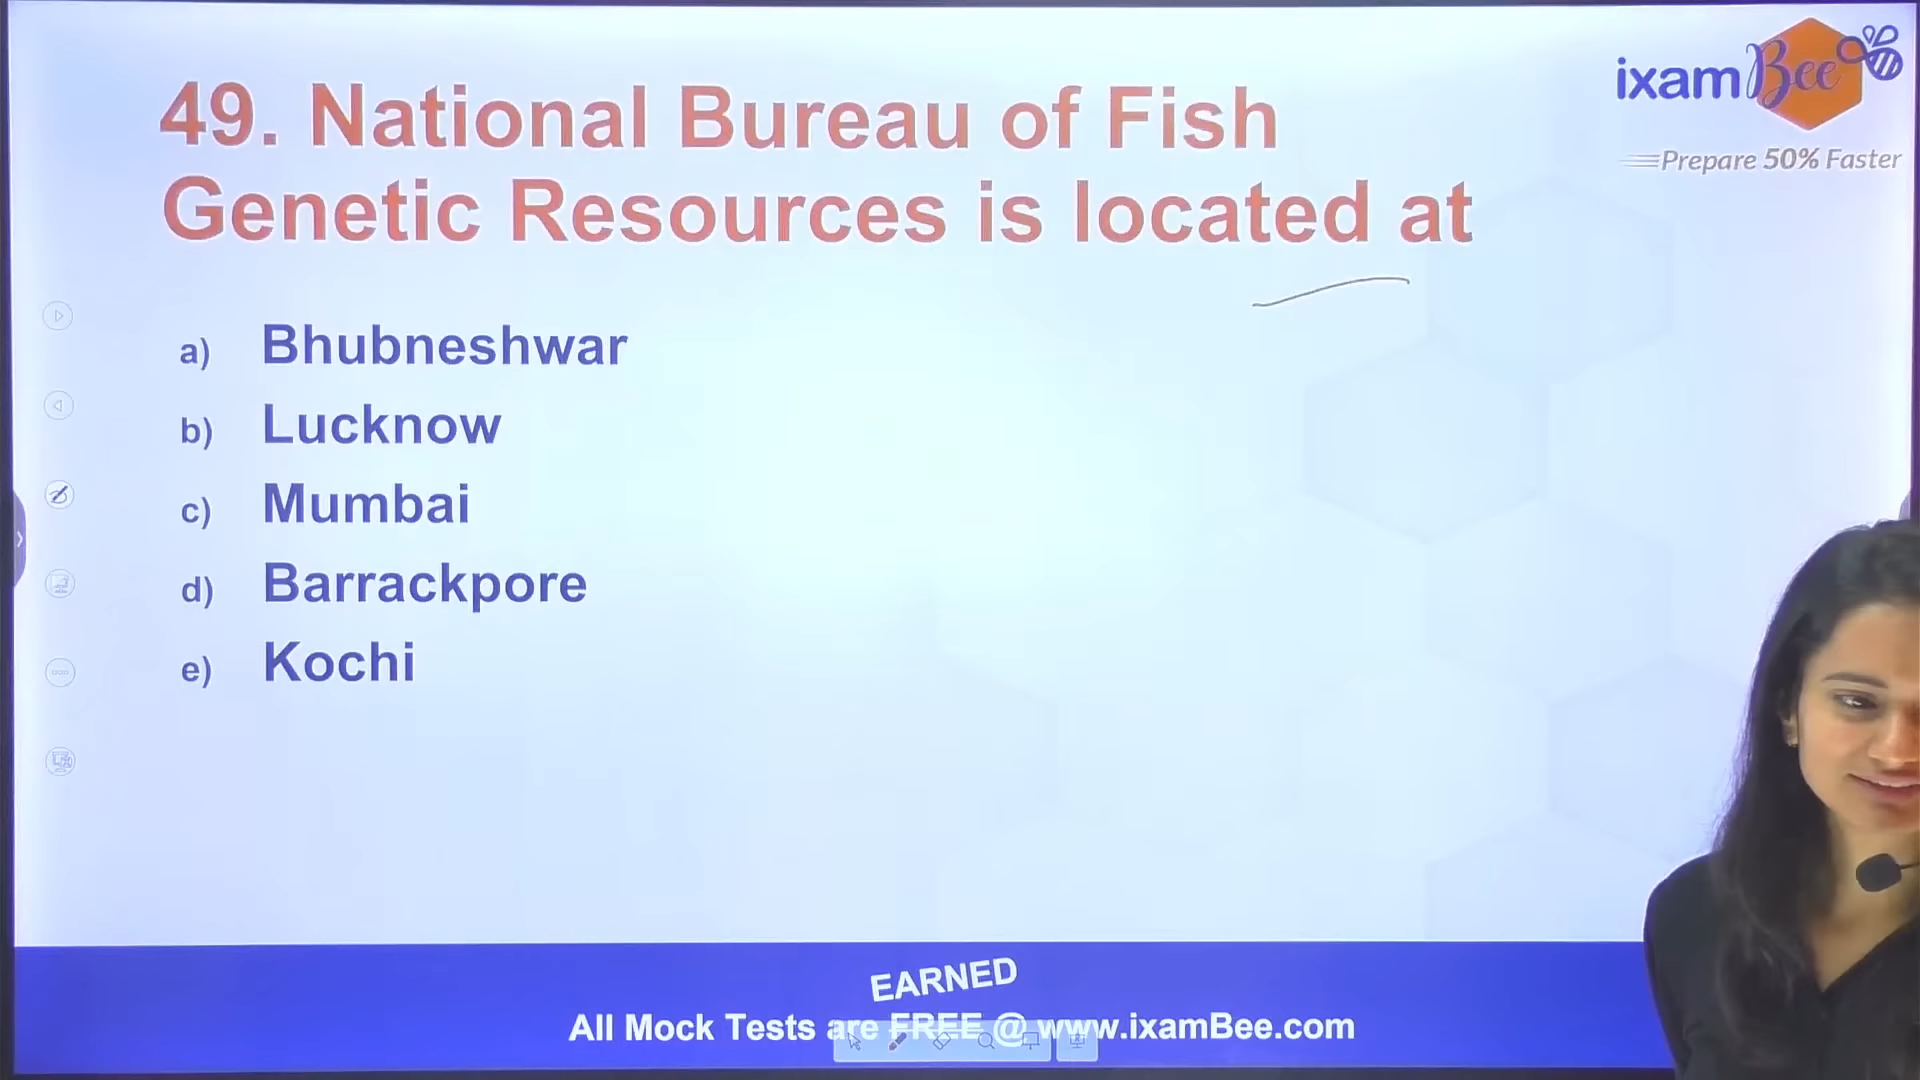 ixamBee
Prepare 50% Faster
49. National Bureau of Fish
Genetic Resources is located at
a) Bhubneshwar
b) Lucknow
c) Mumbai
d) Barrackpore
e) Kochi
EARNED
All Mock Tests are FREE @ www.ixamBee.com